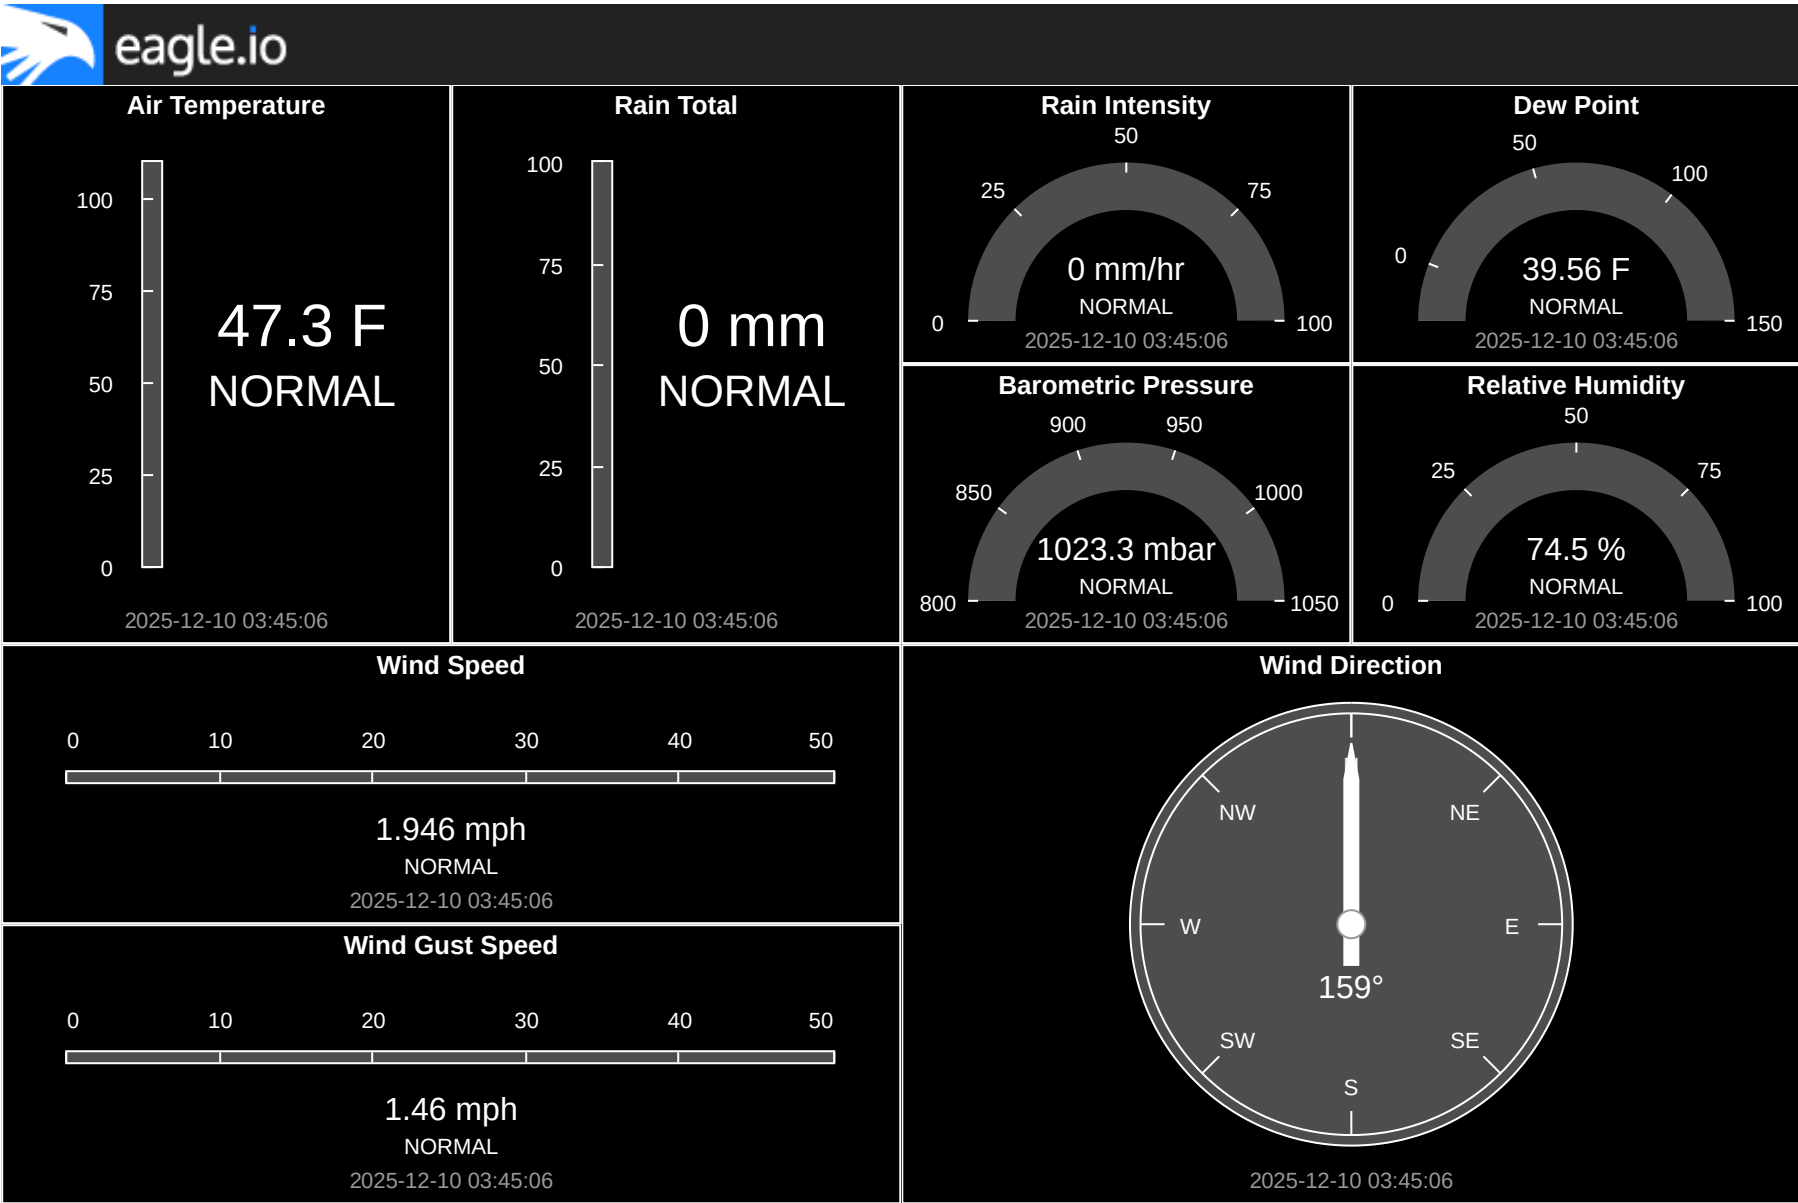 eagle.io
Air Temperature
100
75
50
25
0
47.3 F
NORMAL
2025-12-10 03:45:06
Rain Total
100
75
50
25
0
0 mm
NORMAL
2025-12-10 03:45:06
Rain Intensity
0
25
50
75
100
0 mm/hr
NORMAL
2025-12-10 03:45:06
Dew Point
0
50
100
150
39.56 F
NORMAL
2025-12-10 03:45:06
Barometric Pressure
800
850
900
950
1000
1050
1023.3 mbar
NORMAL
2025-12-10 03:45:06
Relative Humidity
0
25
50
75
100
74.5 %
NORMAL
2025-12-10 03:45:06
Wind Speed
0 10 20 30 40 50
1.946 mph
NORMAL
2025-12-10 03:45:06
Wind Gust Speed
0 10 20 30 40 50
1.46 mph
NORMAL
2025-12-10 03:45:06
Wind Direction
NW NE
W E
159°
SW SE
S
2025-12-10 03:45:06